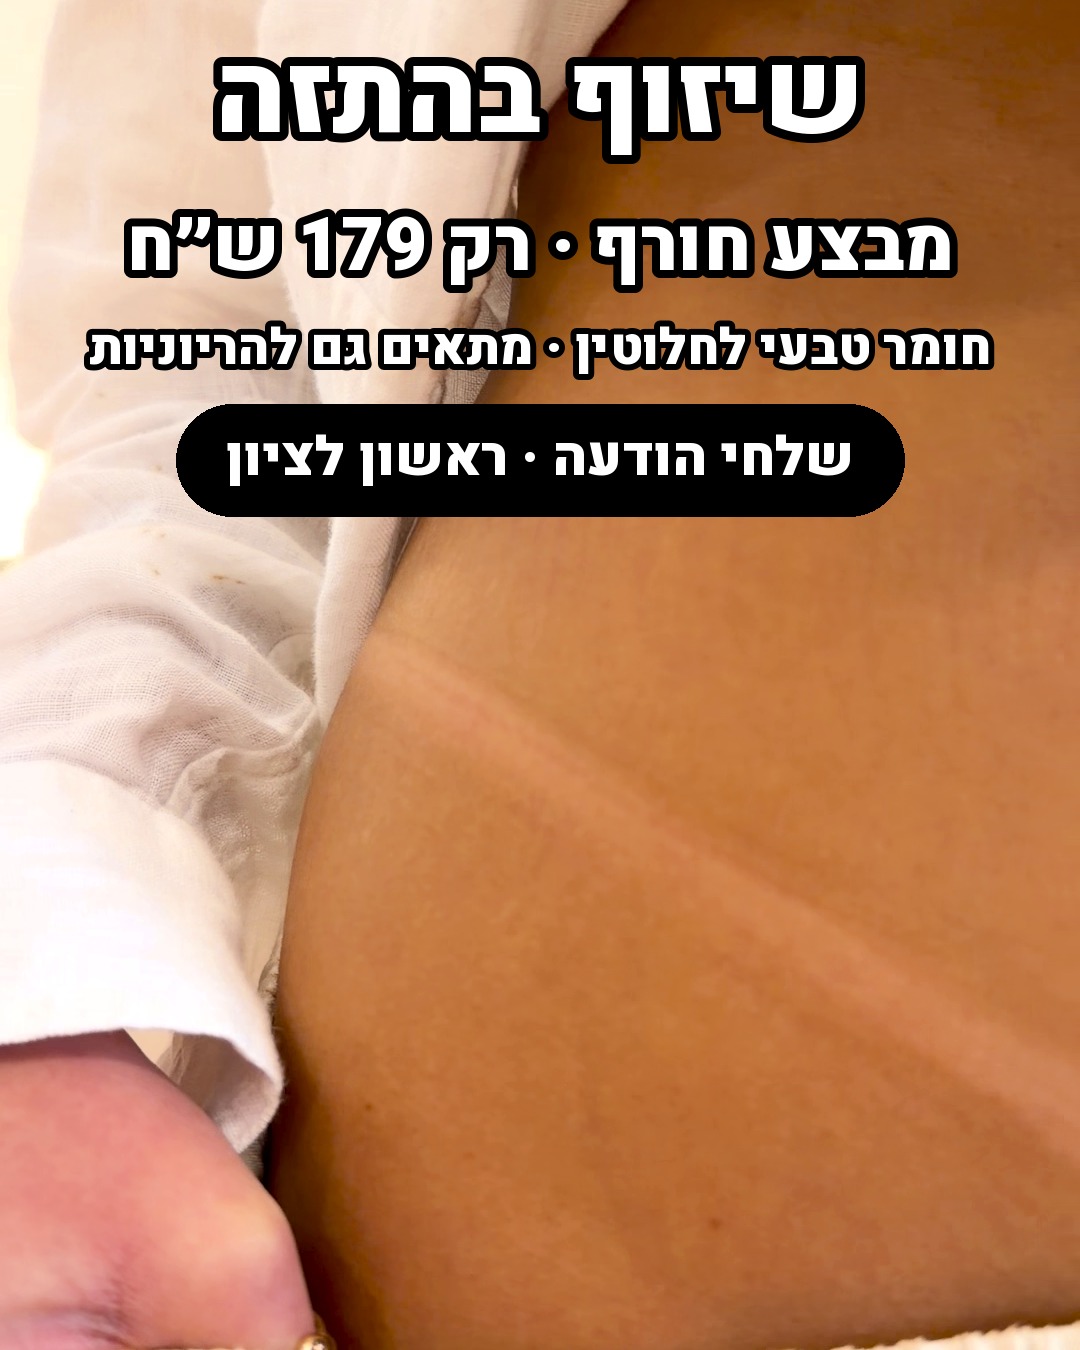 שיזוף בהתזה
מבצע חורף • רק 179 ש״ח
חומר טבעי לחלוטין • מתאים גם להריוניות
שלחי הודעה · ראשון לציון